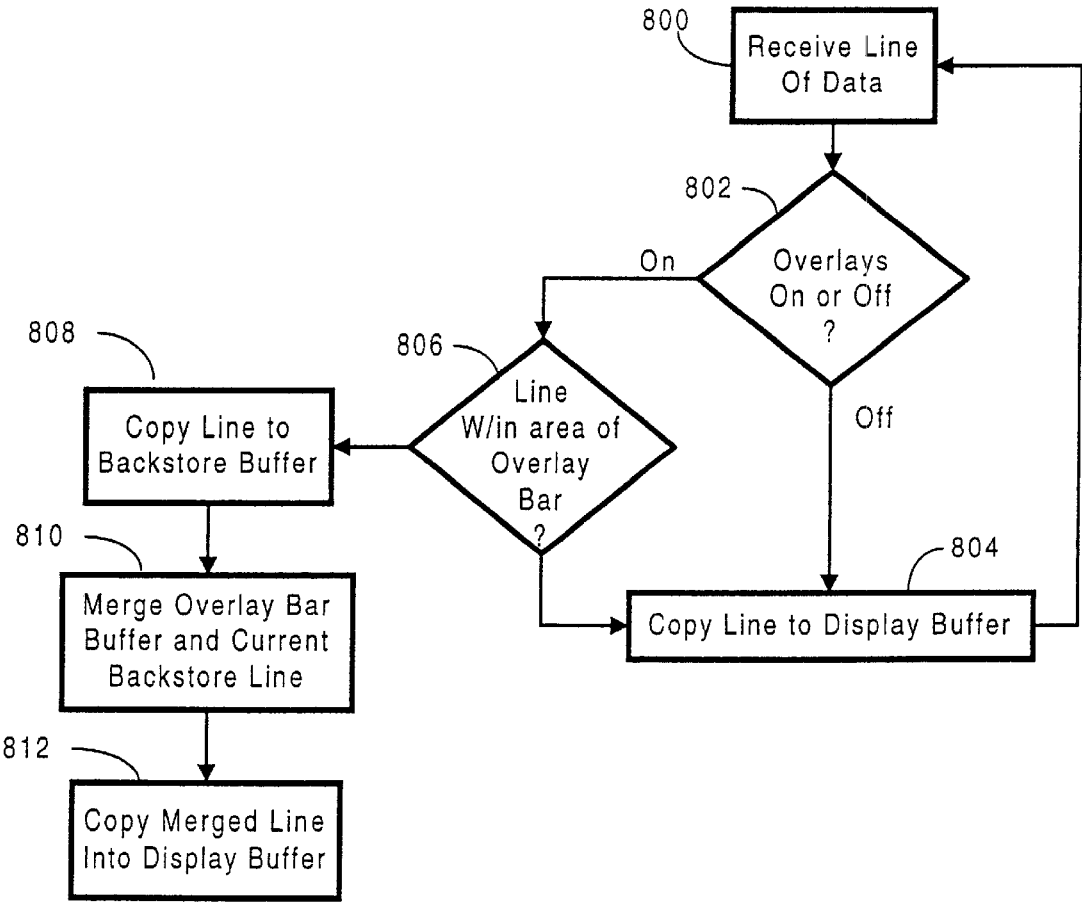 800
Receive Line
Of Data
802
Overlays
On or Off
?
On
Off
806
Line
W/in area of
Overlay
Bar
?
808
Copy Line to
Backstore Buffer
810
Merge Overlay Bar
Buffer and Current
Backstore Line
812
Copy Merged Line
Into Display Buffer
804
Copy Line to Display Buffer